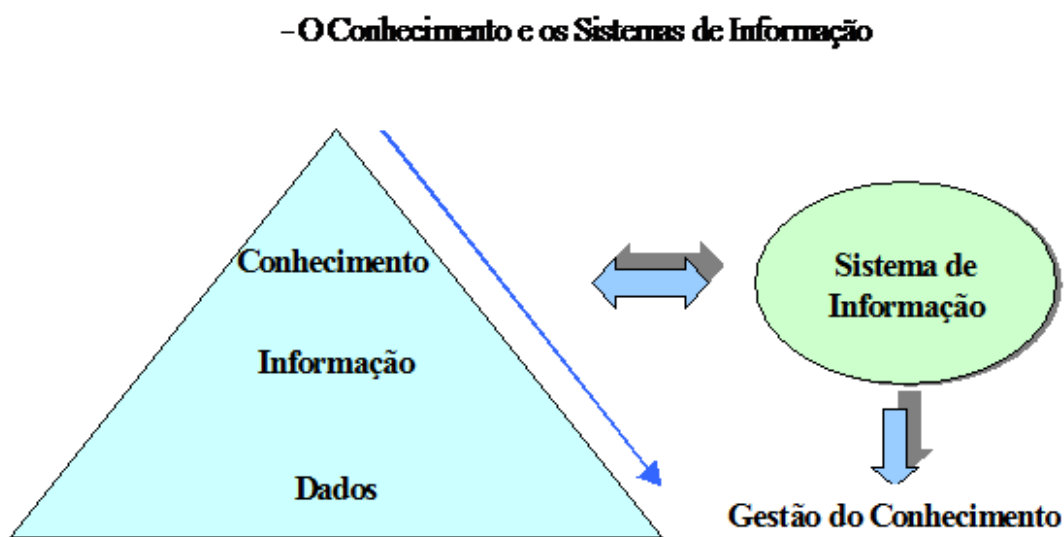 – O Conhecimento e os Sistemas de Informação
Conhecimento
Informação
Dados
Sistema de
Informação
Gestão do Conhecimento